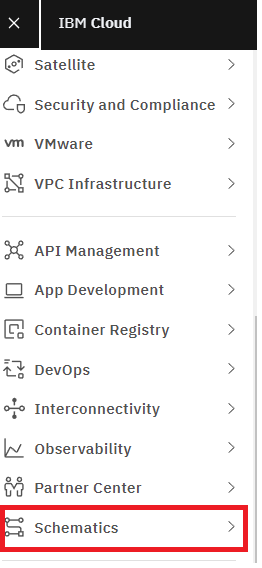 IBM Cloud
Satellite
Security and Compliance
vm VMware
VPC Infrastructure
API Management
App Development
Container Registry
DevOps
Interconnectivity
Observability
Partner Center
Schematics